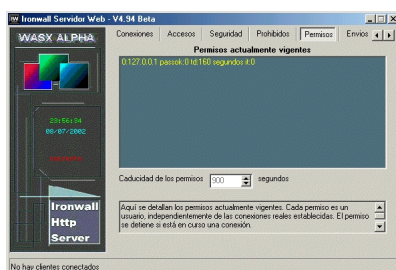 Ironwall Servidor Web - V4.94 Beta
WASX ALPHA
Conexiones Accesos Seguridad Prohibidos Permisos Envios
Permisos actualmente vigentes
0:127.0.0.1 passok:0 td:160 segundos it:0
23:56:34
06/07/2002
Caducidad de los permisos 900 segundos
Ironwall
Http
Server
Aquí se detallan los permisos actualmente vigentes. Cada permiso es un
usuario, independientemente de las conexiones reales establecidas. El permiso
se detiene si está en curso una conexión.
No hay clientes conectados